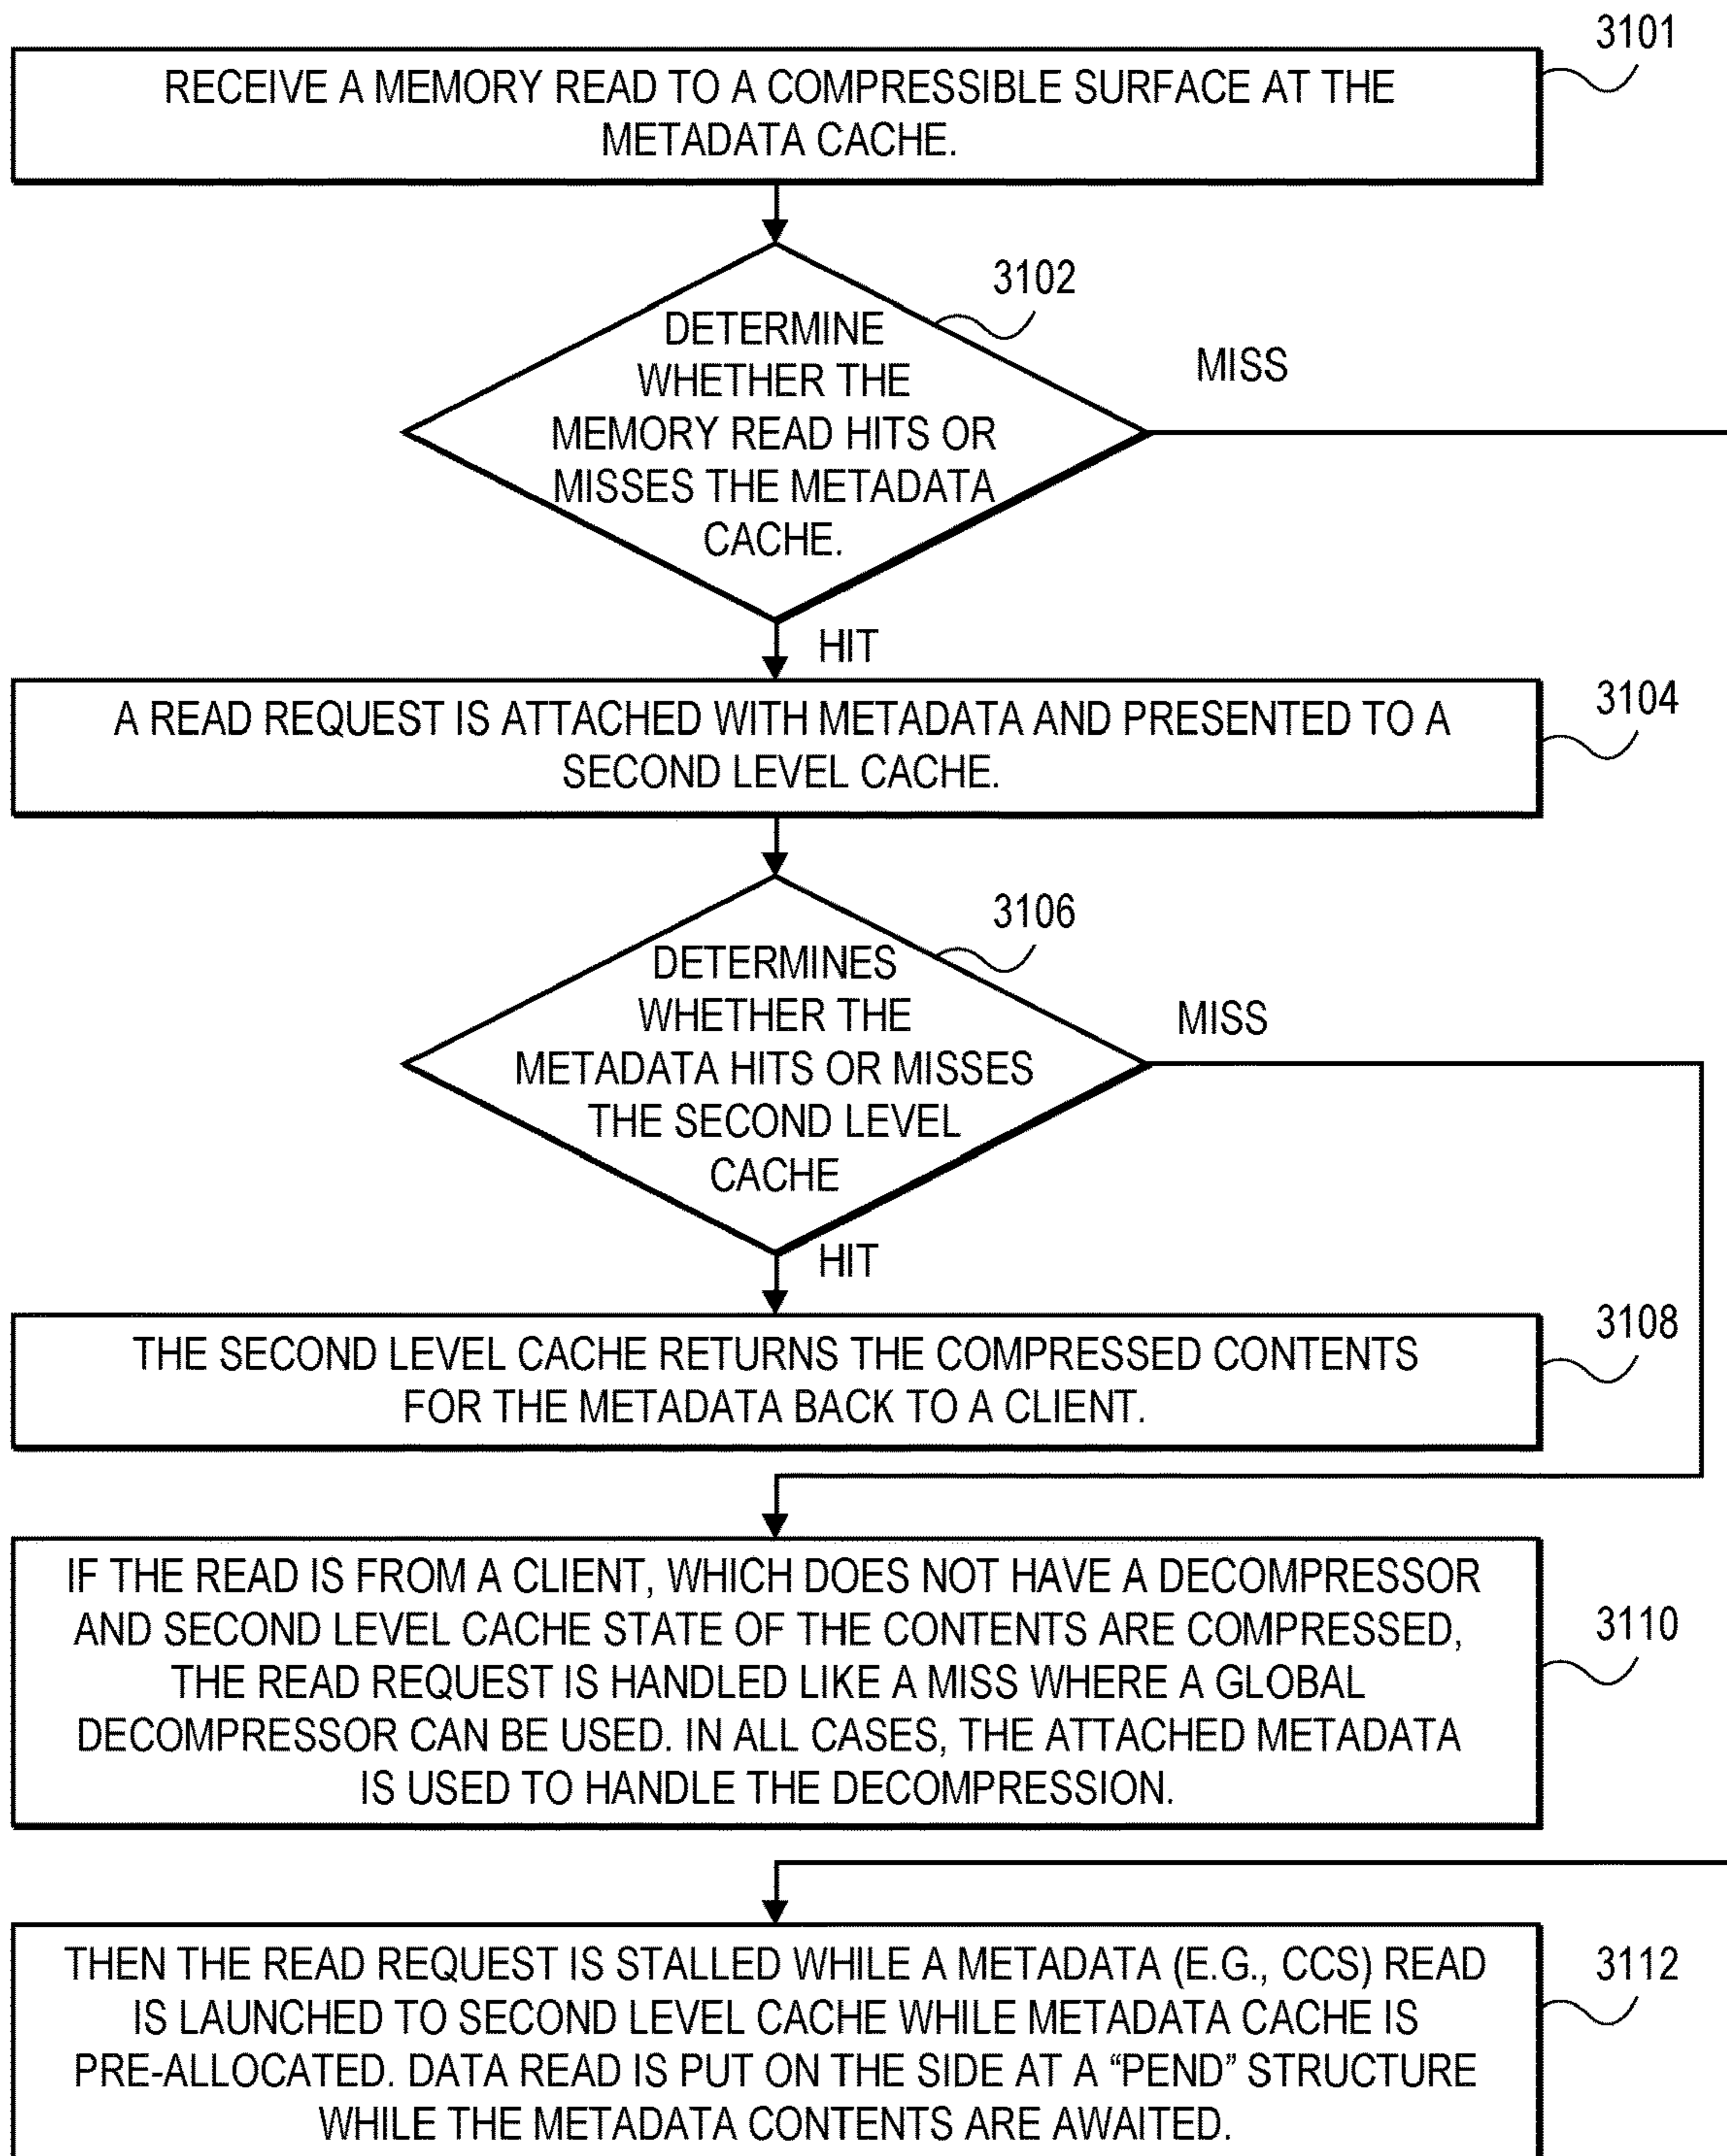 3101
RECEIVE A MEMORY READ TO A COMPRESSIBLE SURFACE AT THE
METADATA CACHE.
3102
DETERMINE
WHETHER THE
MEMORY READ HITS OR
MISSES THE METADATA
CACHE.
MISS
HIT
3104
A READ REQUEST IS ATTACHED WITH METADATA AND PRESENTED TO A
SECOND LEVEL CACHE.
3106
DETERMINES
WHETHER THE
METADATA HITS OR MISSES
THE SECOND LEVEL
CACHE
MISS
HIT
3108
THE SECOND LEVEL CACHE RETURNS THE COMPRESSED CONTENTS
FOR THE METADATA BACK TO A CLIENT.
IF THE READ IS FROM A CLIENT, WHICH DOES NOT HAVE A DECOMPRESSOR
AND SECOND LEVEL CACHE STATE OF THE CONTENTS ARE COMPRESSED,
3110
THE READ REQUEST IS HANDLED LIKE A MISS WHERE A GLOBAL
DECOMPRESSOR CAN BE USED. IN ALL CASES, THE ATTACHED METADATA
IS USED TO HANDLE THE DECOMPRESSION.
THEN THE READ REQUEST IS STALLED WHILE A METADATA (E.G., CCS) READ
3112
IS LAUNCHED TO SECOND LEVEL CACHE WHILE METADATA CACHE IS
PRE-ALLOCATED. DATA READ IS PUT ON THE SIDE AT A “PEND” STRUCTURE
WHILE THE METADATA CONTENTS ARE AWAITED.